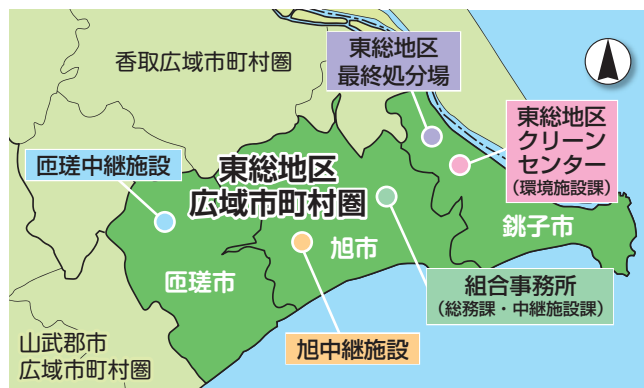 香取広域市町村圏
東総地区
最終処分場
東総地区
クリーン
センター
(環境施設課)
匝瑳中継施設
東総地区
広域市町村圏
銚子市
旭市
匝瑳市
組合事務所
(総務課・中継施設課)
旭中継施設
山武郡市
広域市町村圏